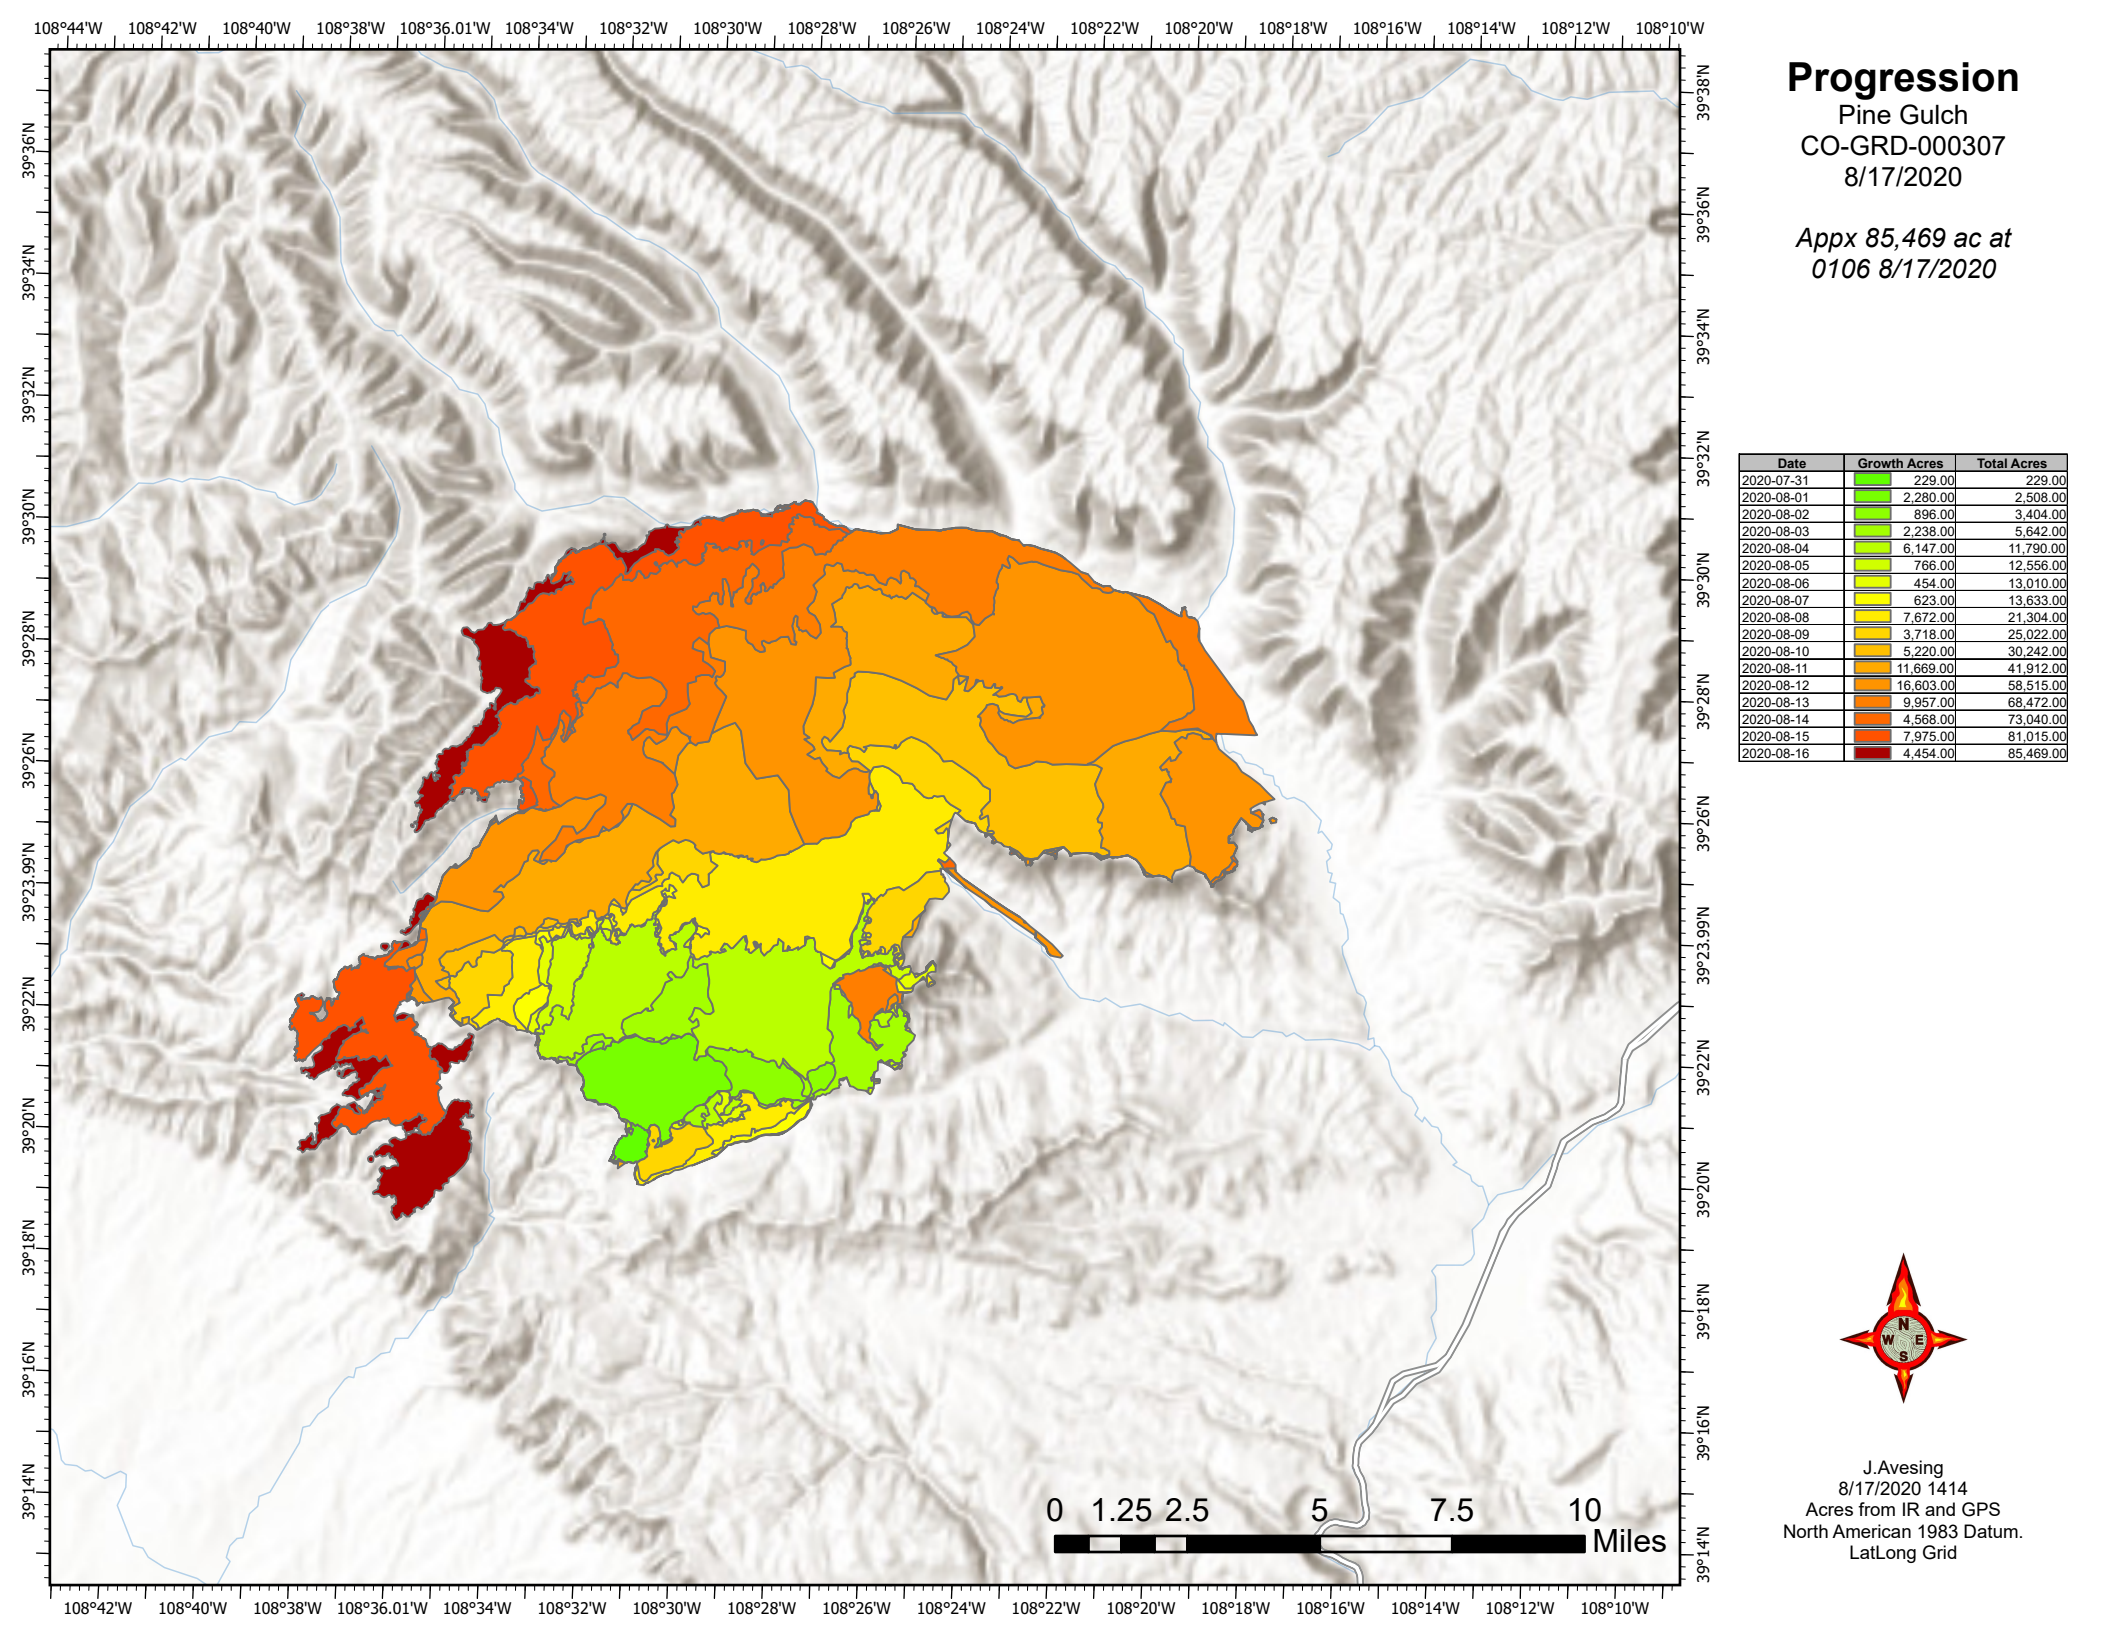 108°44'W 108°42'W 108°40'W 108°38'W 108°36.01'W 108°34'W 108°32'W 108°30'W 108°28'W 108°26'W 108°24'W 108°22'W 108°20'W 108°18'W 108°16'W 108°14'W 108°12'W 108°10'W
39°36'N
39°34'N
39°32'N
39°30'N
39°28'N
39°26'N
39°23.99'N
39°22'N
39°20'N
39°18'N
39°16'N
39°14'N
39°38'N
39°36'N
39°34'N
39°32'N
39°30'N
39°28'N
39°26'N
39°23.99'N
39°22'N
39°20'N
39°18'N
39°16'N
39°14'N
0 1.25 2.5 5 7.5 10
Miles
108°42'W 108°40'W 108°38'W 108°36.01'W 108°34'W 108°32'W 108°30'W 108°28'W 108°26'W 108°24'W 108°22'W 108°20'W 108°18'W 108°16'W 108°14'W 108°12'W 108°10'W
Progression
Pine Gulch
CO-GRD-000307
8/17/2020
Appx 85,469 ac at
0106 8/17/2020
Date Growth Acres Total Acres
2020-07-31 229.00 229.00
2020-08-01 2,280.00 2,508.00
2020-08-02 896.00 3,404.00
2020-08-03 2,238.00 5,642.00
2020-08-04 6,147.00 11,790.00
2020-08-05 766.00 12,556.00
2020-08-06 454.00 13,010.00
2020-08-07 623.00 13,633.00
2020-08-08 7,672.00 21,304.00
2020-08-09 3,718.00 25,022.00
2020-08-10 5,220.00 30,242.00
2020-08-11 11,669.00 41,912.00
2020-08-12 16,603.00 58,515.00
2020-08-13 9,957.00 68,472.00
2020-08-14 4,568.00 73,040.00
2020-08-15 7,975.00 81,015.00
2020-08-16 4,454.00 85,469.00
N
W E
S
J.Avesing
8/17/2020 1414
Acres from IR and GPS
North American 1983 Datum.
LatLong Grid